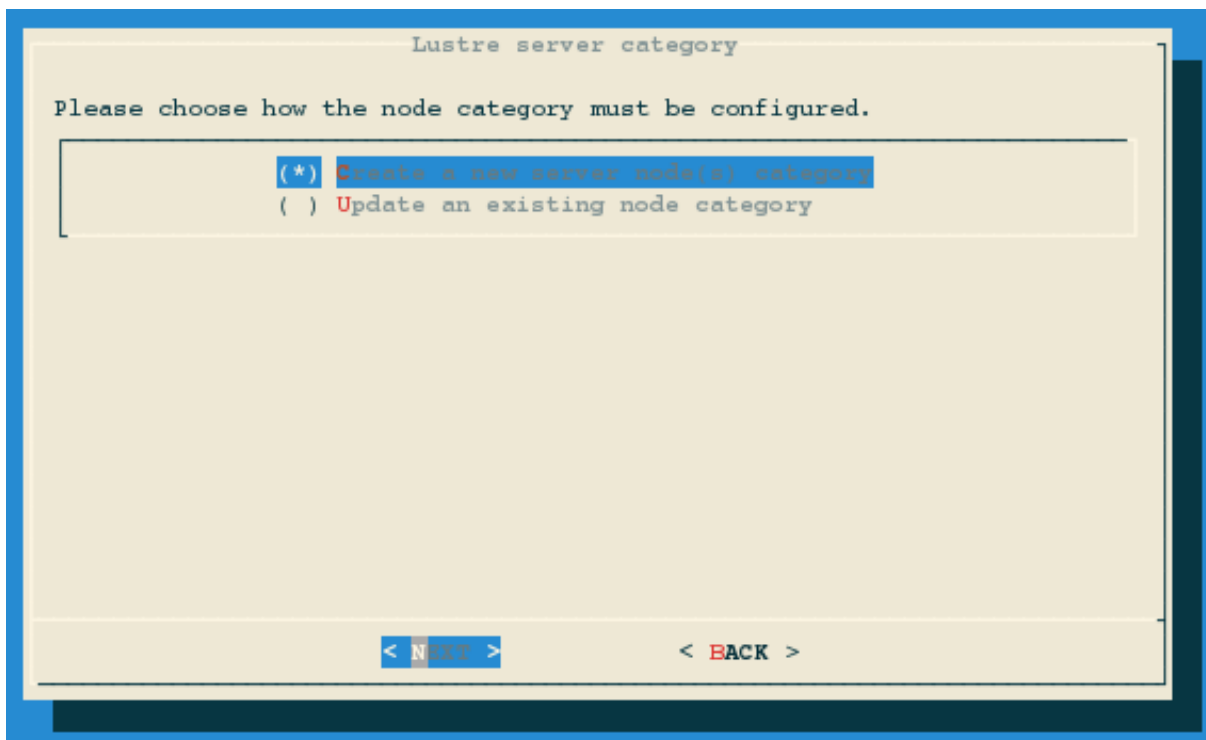 Lustre server category
Please choose how the node category must be configured.
(*) Create a new server node(s) category
( ) Update an existing node category
< NEXT > < BACK >